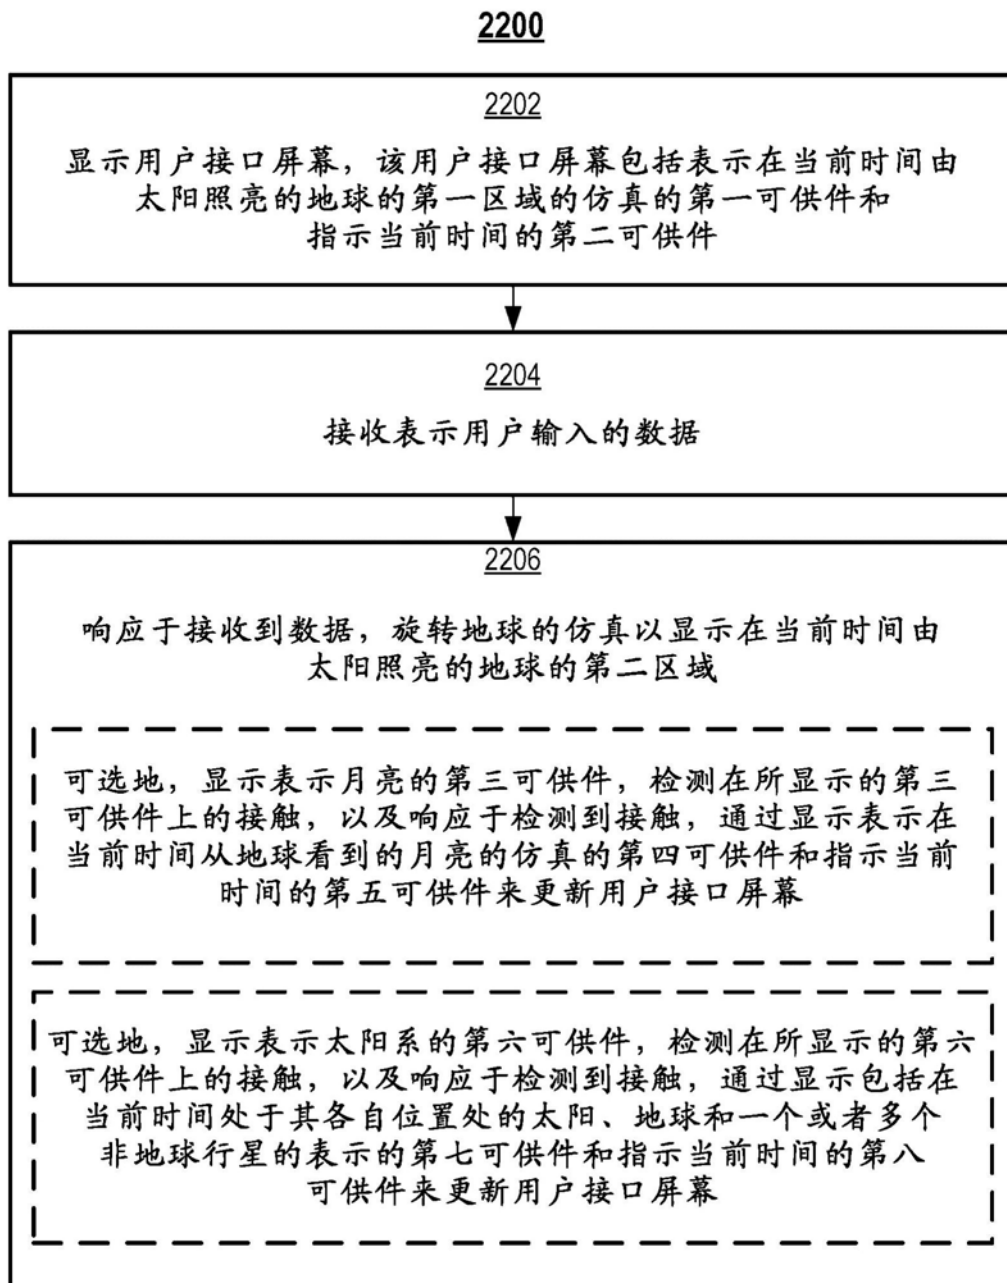 2200
2202
显示用户接口屏幕，该用户接口屏幕包括表示在当前时间由
太阳照亮的地球的第一区域的仿真的第一可供件和
指示当前时间的第二可供件
2204
接收表示用户输入的数据
2206
响应于接收到数据，旋转地球的仿真以显示在当前时间由
太阳照亮的地球的第二区域
可选地，显示表示月亮的第三可供件，检测在所显示的第三
可供件上的接触，以及响应于检测到接触，通过显示表示在
当前时间从地球看到的月亮的仿真的第四可供件和指示当前
时间的第五可供件来更新用户接口屏幕
可选地，显示表示太阳系的第六可供件，检测在所显示的第六
可供件上的接触，以及响应于检测到接触，通过显示包括在
当前时间处于其各自位置处的太阳、地球和一个或者多个
非地球行星的表示的第七可供件和指示当前时间的第八
可供件来更新用户接口屏幕